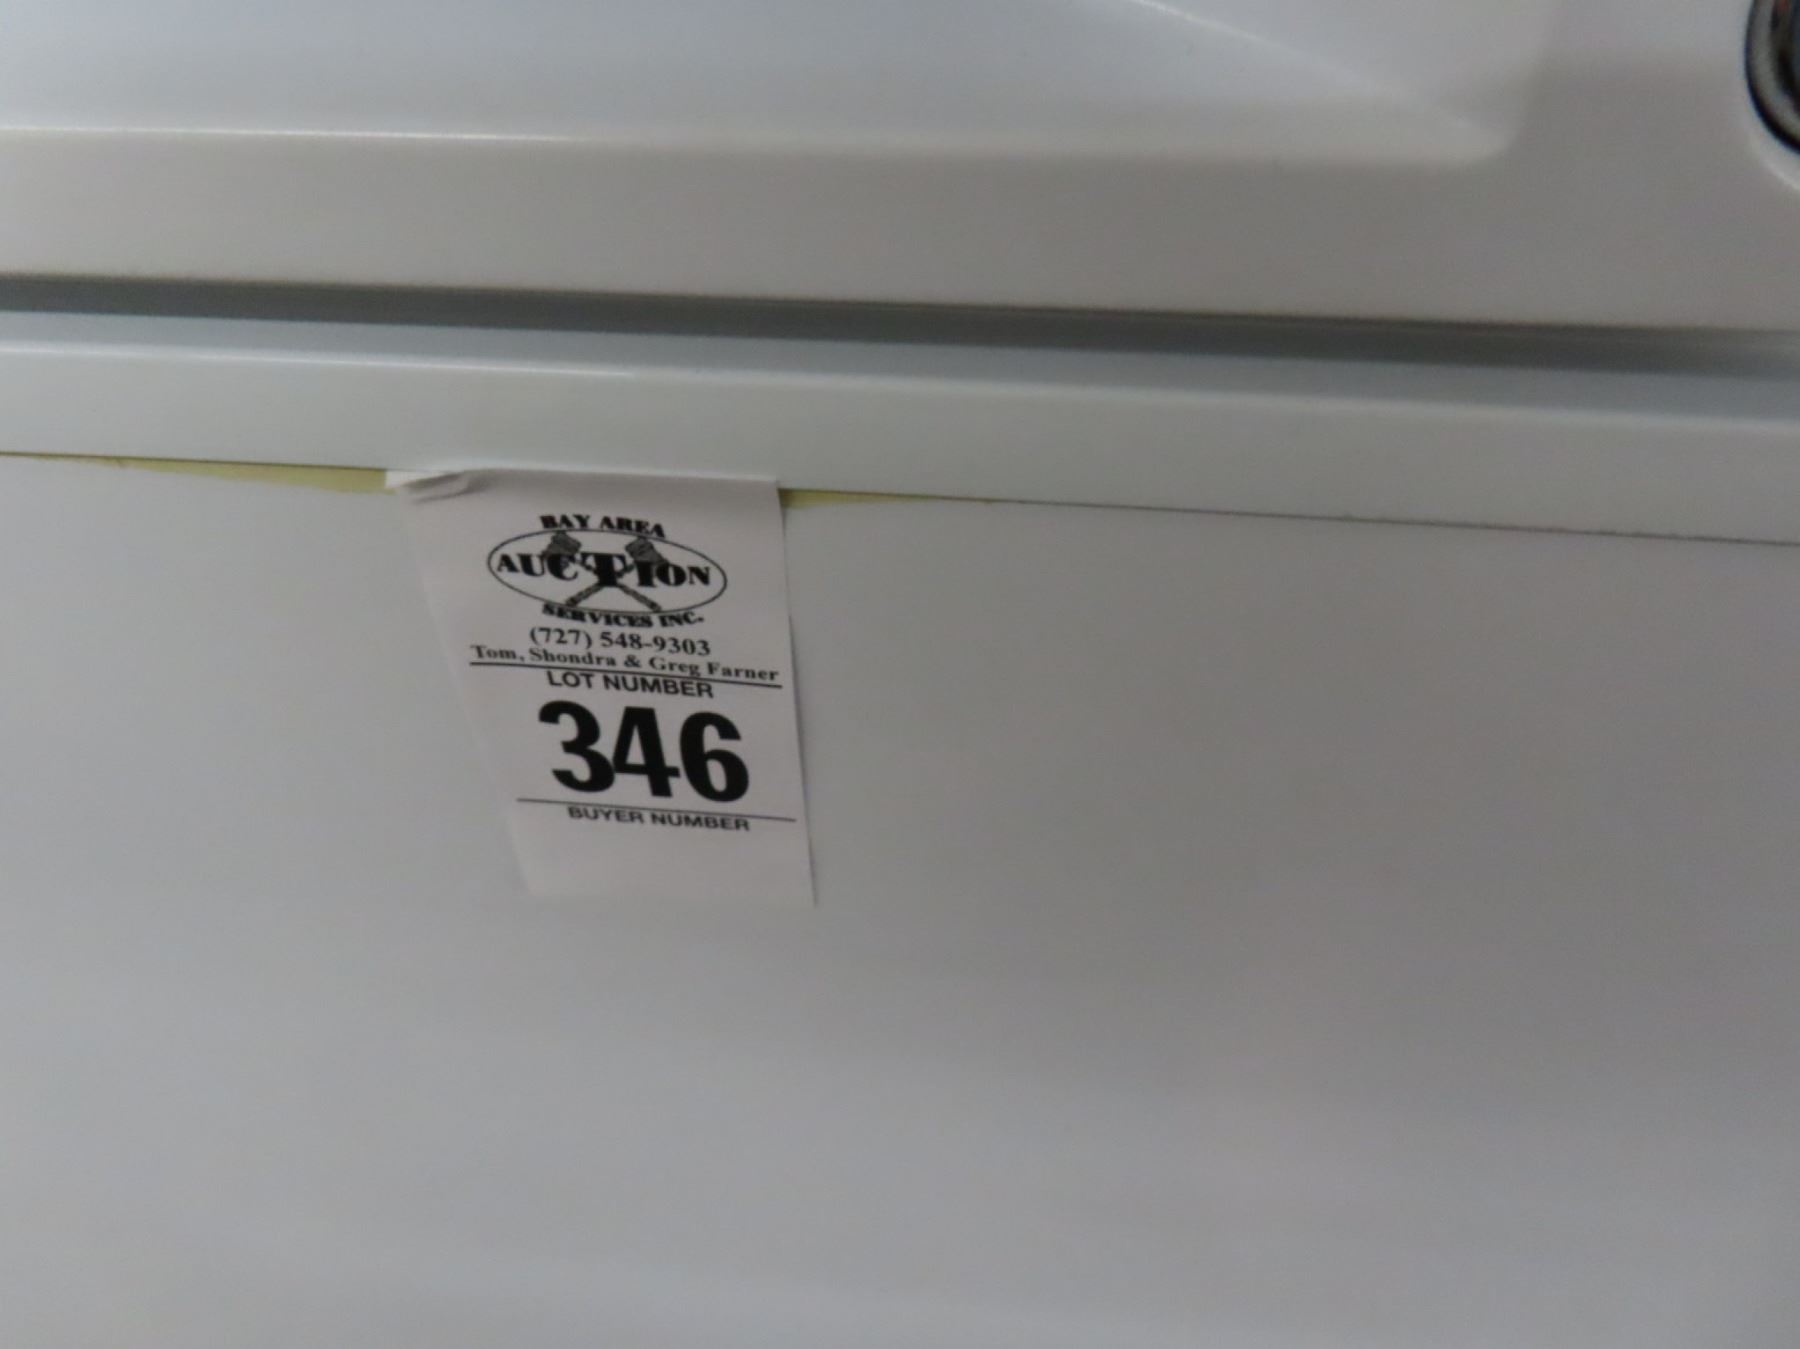 BAY AREA
AUCTION
SERVICES INC.
(727) 548-9303
Tom, Shondra & Greg Farner
LOT NUMBER
346
BUYER NUMBER